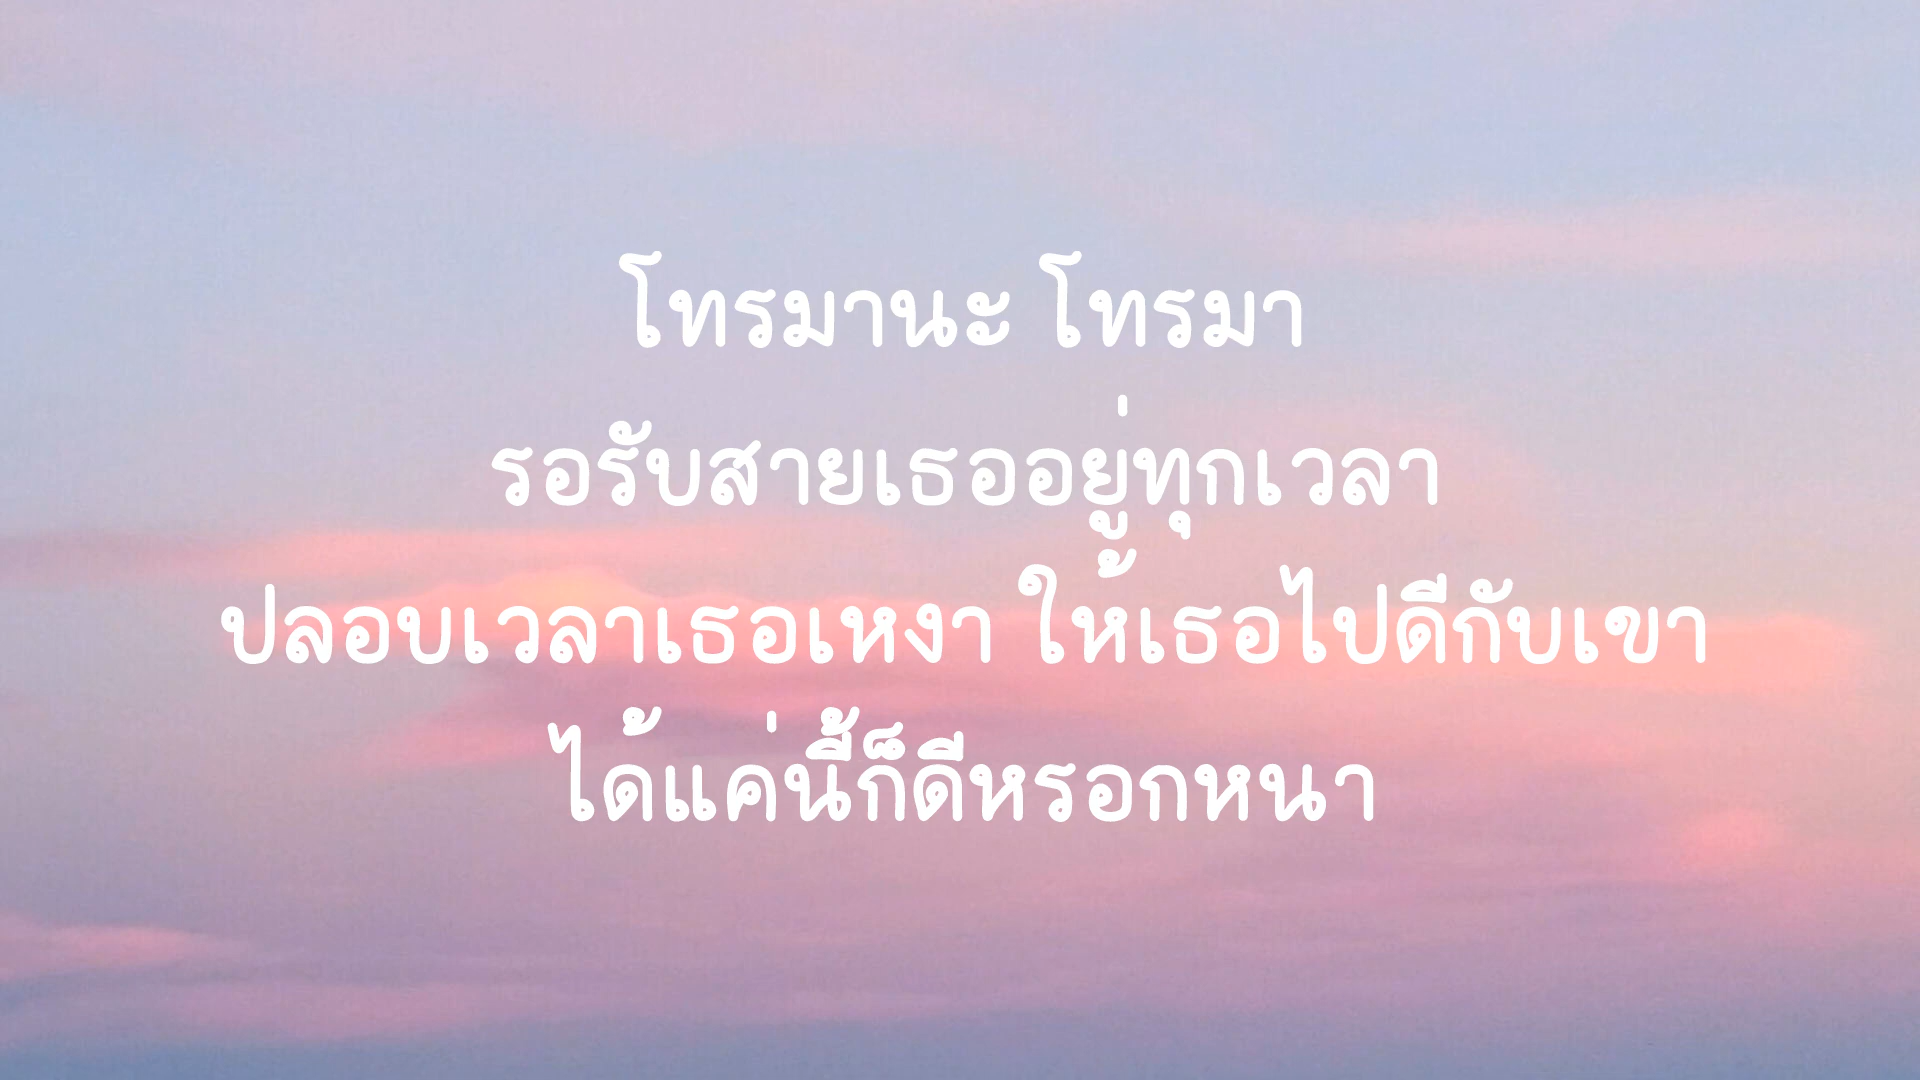 โทรมานะ โทรมา
รอรับสายเธออยู่ทุกเวลา
ปลอบเวลาเธอเหงา ให้เธอไปดีกับเขา
ได้แค่นี้ก็ดีหรอกหนา